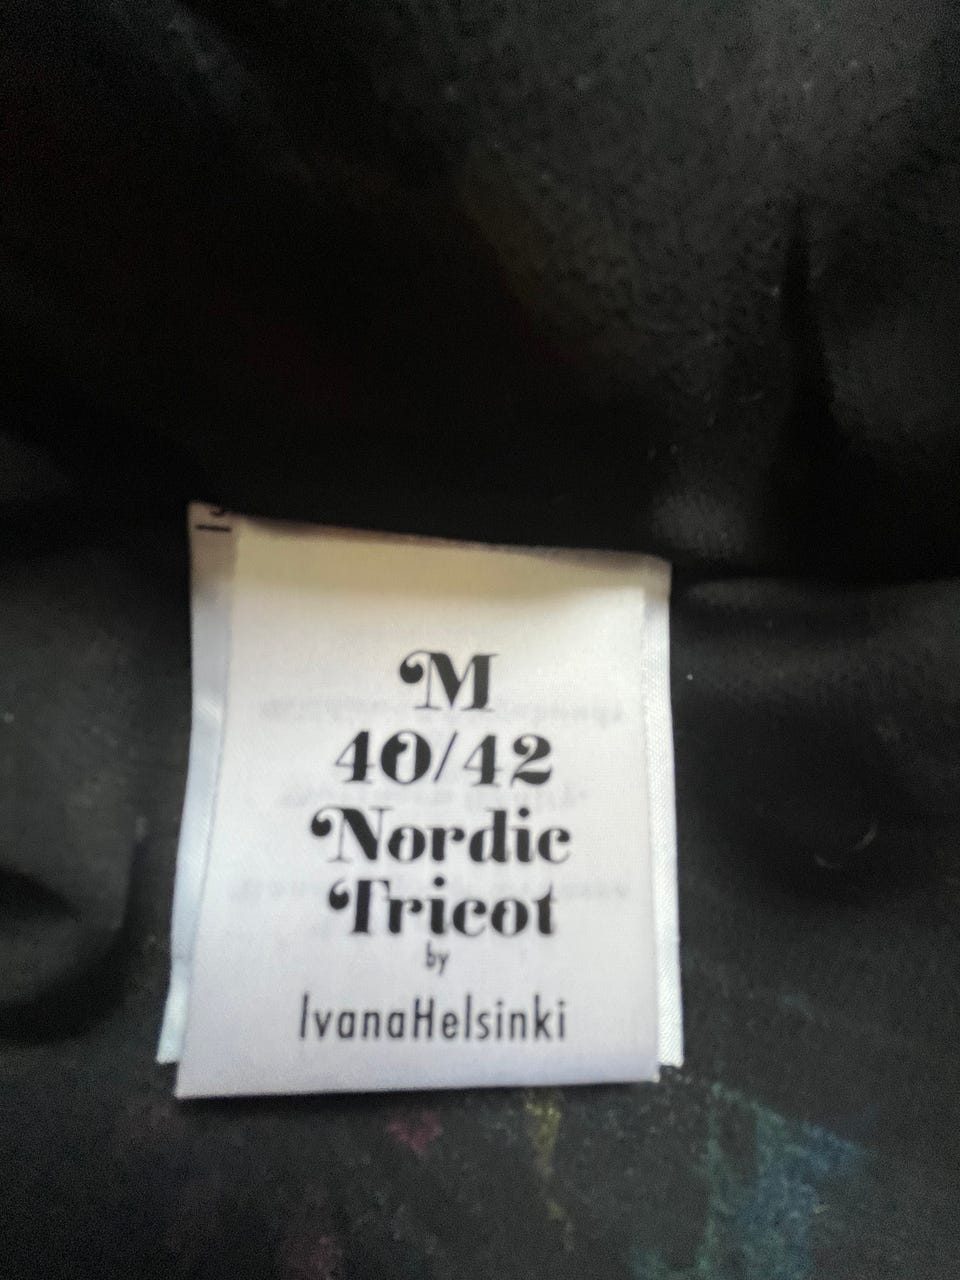 M
40/42
Nordic
Tricot
by
IvanaHelsinki